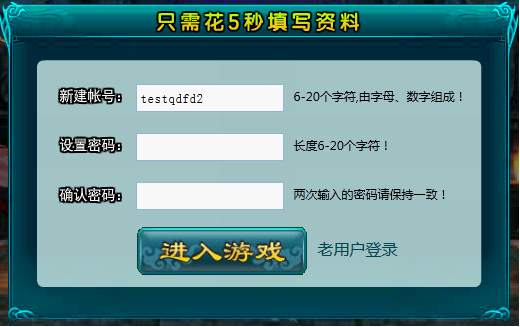 只需花5秒填写资料
新建帐号： testqdfd2 6-20个字符,由字母、数字组成！
设置密码： 长度6-20个字符！
确认密码： 两次输入的密码请保持一致！
进入游戏 老用户登录